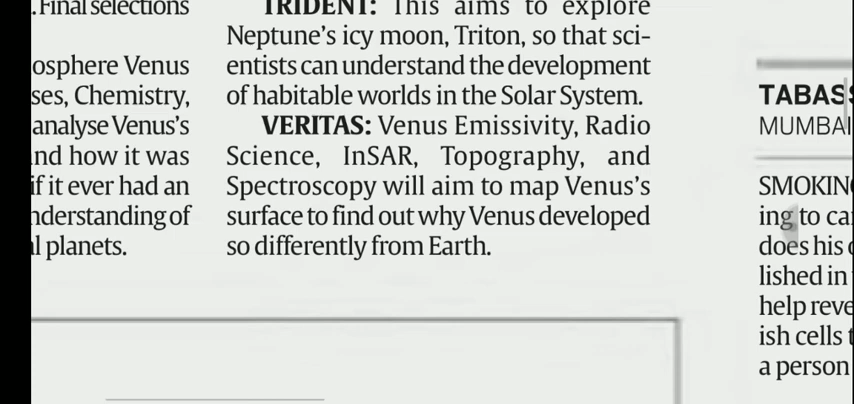 . Final selections
osphere Venus
ses, Chemistry,
analyse Venus's
nd how it was
if it ever had an
nderstanding of
l planets.
TRIDENT: This aims to explore
Neptune's icy moon, Triton, so that sci-
entists can understand the development
of habitable worlds in the Solar System.
VERITAS: Venus Emissivity, Radio
Science, InSAR, Topography, and
Spectroscopy will aim to map Venus's
surface to find out why Venus developed
so differently from Earth.
TABASS
MUMBAI
SMOKING
ing to ca
does his
lished in
help reve
ish cells t
a person